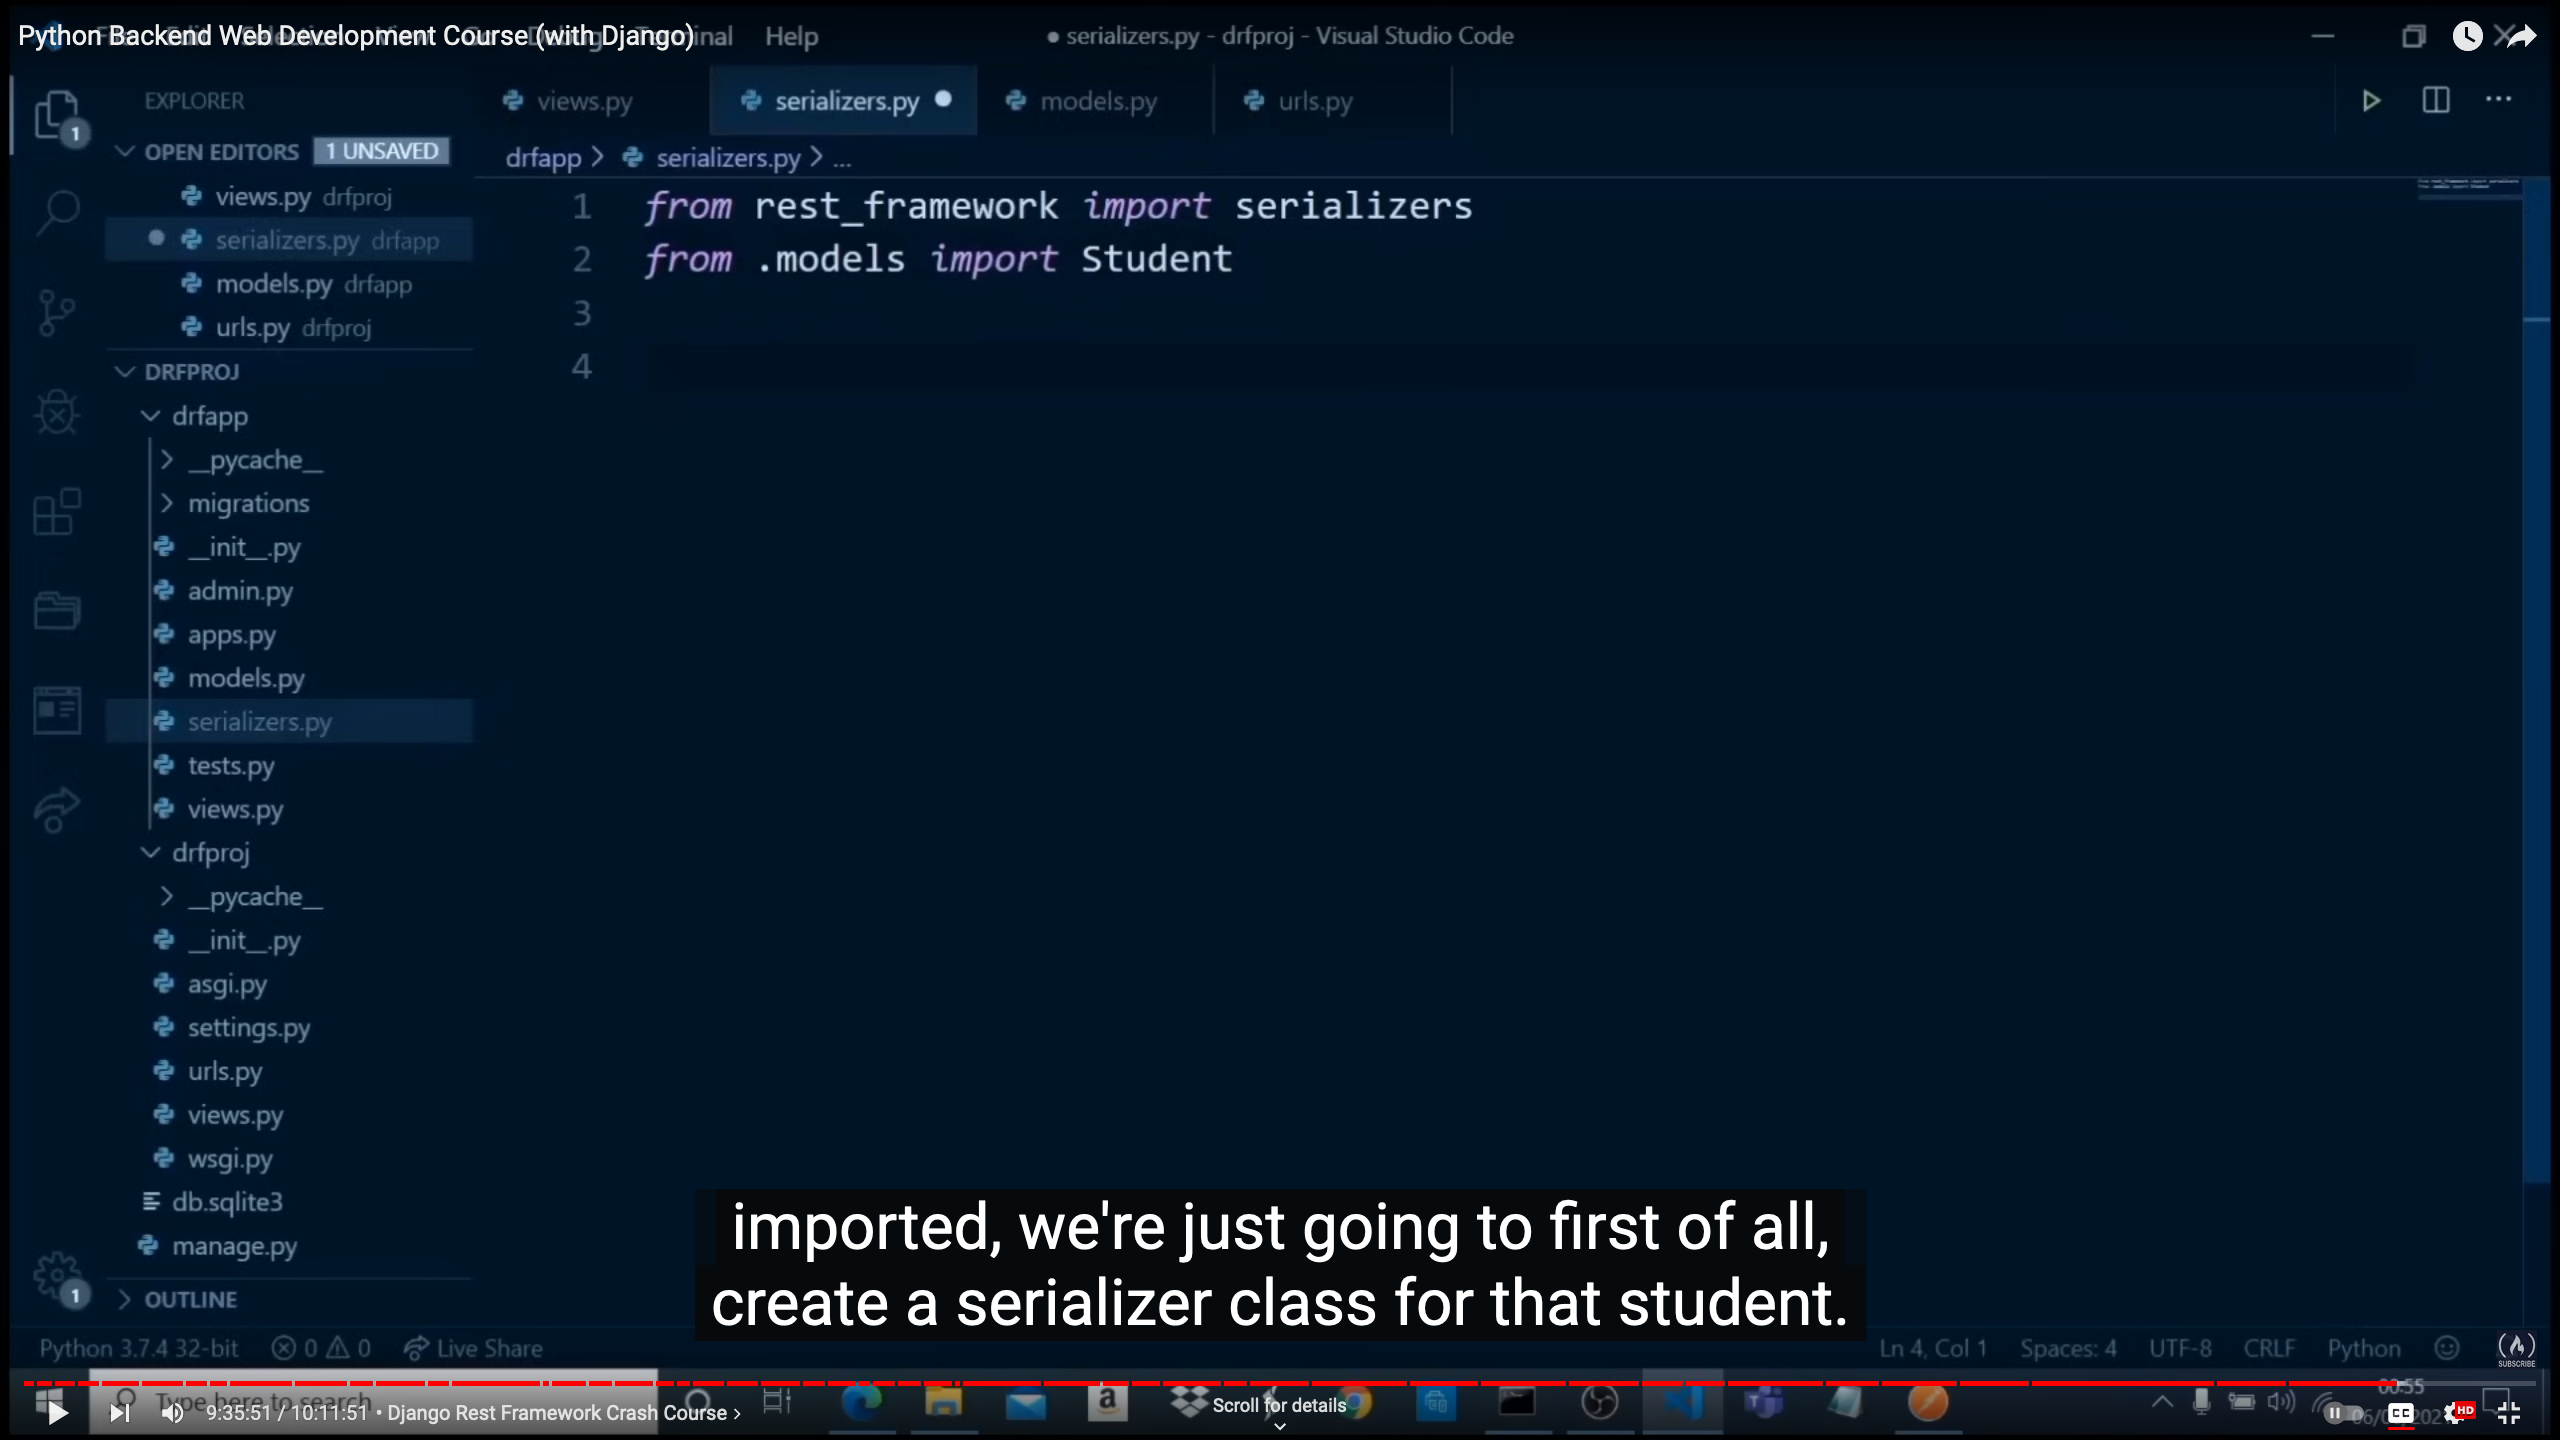 Python Backend Web Development Course (with Django)
Help
● serializers.py - drfproj - Visual Studio Code
EXPLORER
OPEN EDITORS 1 UNSAVED
views.py drfproj
serializers.py drfapp
models.py drfapp
urls.py drfproj
DRFPROJ
drfapp
__pycache__
migrations
__init__.py
admin.py
apps.py
models.py
serializers.py
tests.py
views.py
drfproj
__pycache__
__init__.py
asgi.py
settings.py
urls.py
views.py
wsgi.py
db.sqlite3
manage.py
OUTLINE
views.py serializers.py models.py urls.py
drfapp > serializers.py > ...
1 from rest_framework import serializers
2 from .models import Student
3
4
imported, we're just going to first of all,
create a serializer class for that student.
Python 3.7.4 32-bit 0 0 Live Share Ln 4, Col 1 Spaces: 4 UTF-8 CRLF Python
SUBSCRIBE
Type here to search
9:35:51 / 10:11:51 • Django Rest Framework Crash Course ›
Scroll for details
CC HD